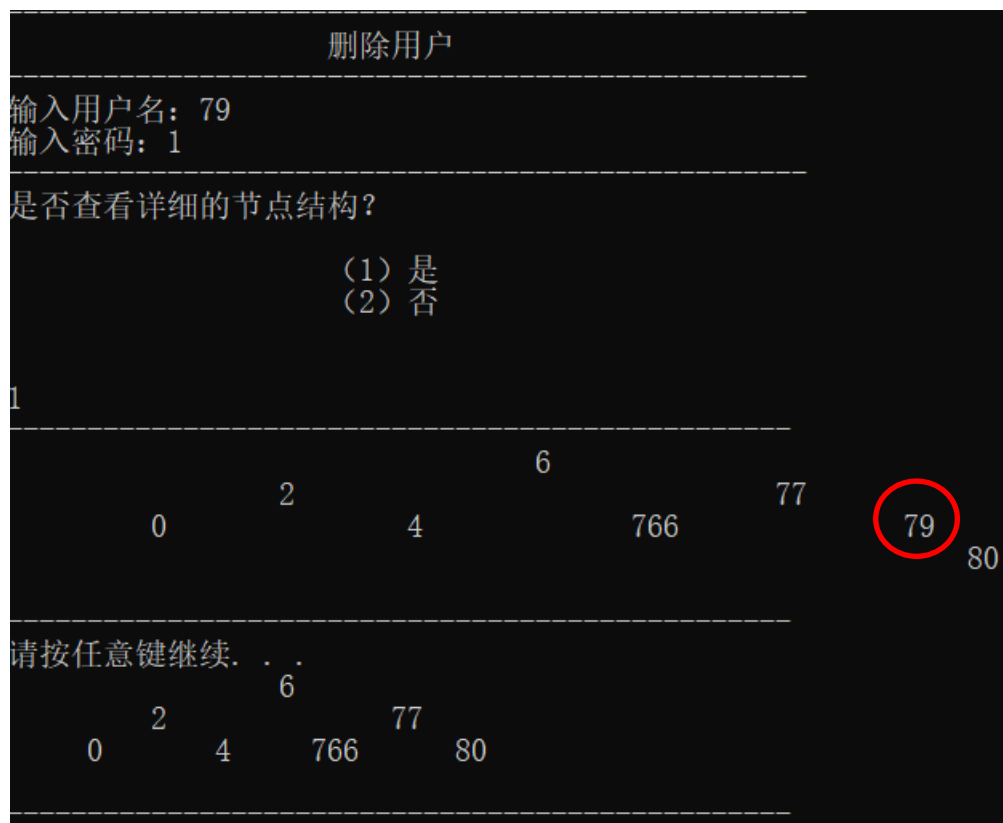 删除用户
输入用户名：79
输入密码：1
是否查看详细的节点结构？
（1）是
（2）否
1
6
2 77
0 4 766 79
80
请按任意键继续. . .
6
2 77
0 4 766 80